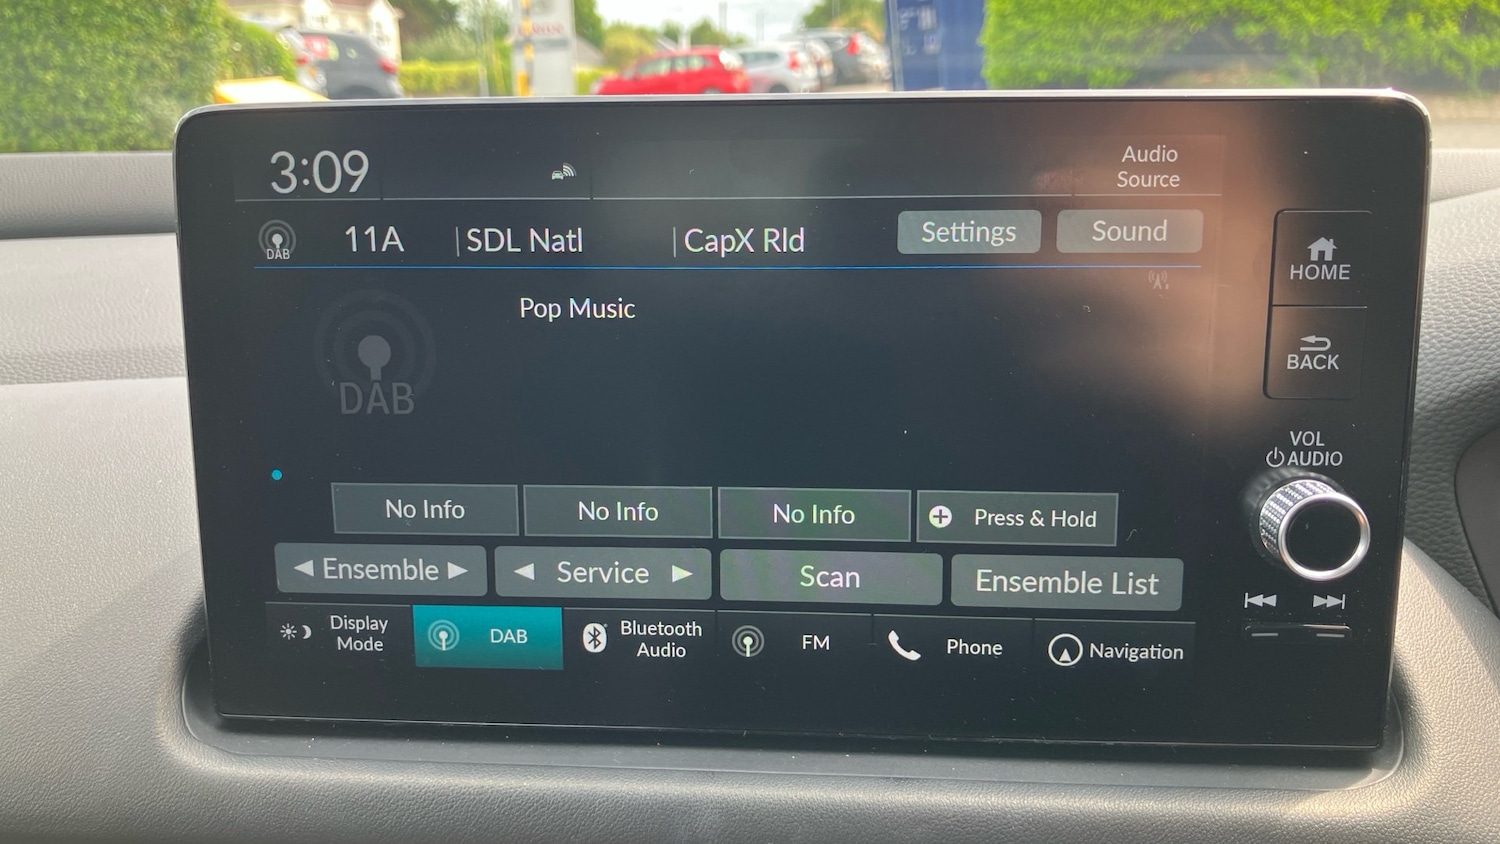 3:09
Audio
Source
DAB
11A
SDL Natl
CapX Rld
Settings
Sound
Pop Music
DAB
HOME
BACK
VOL
AUDIO
No Info
No Info
No Info
Press & Hold
Ensemble
Service
Scan
Ensemble List
Display
Mode
DAB
Bluetooth
Audio
FM
Phone
Navigation